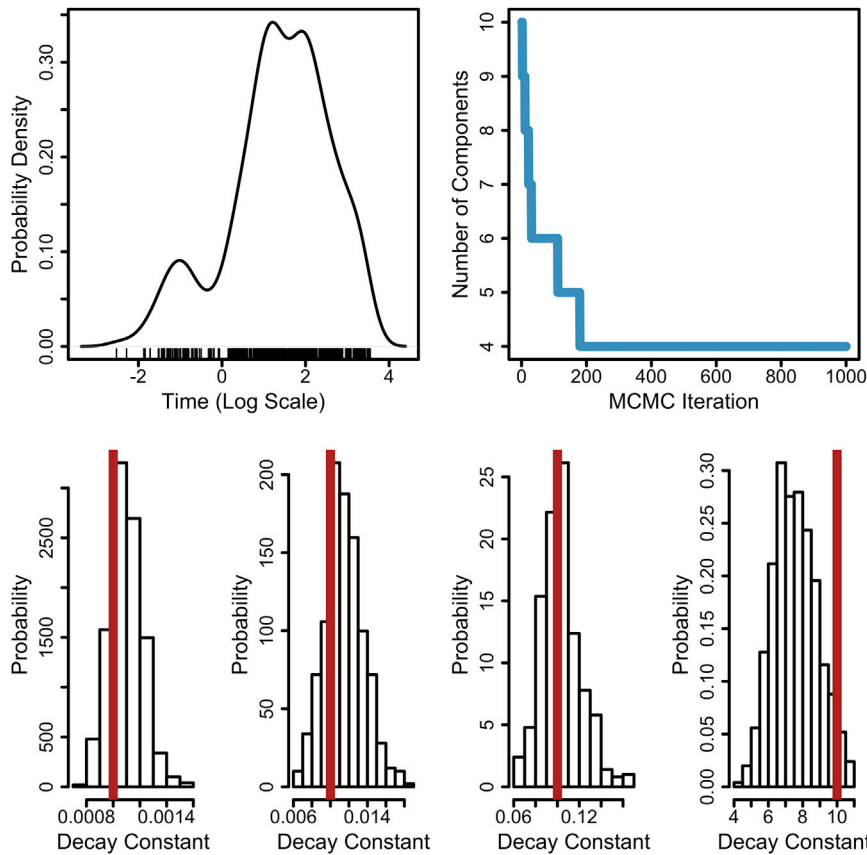 Probability Density
0.00 0.10 0.20 0.30
-2 0 2 4
Time (Log Scale)
Number of Components
4 5 6 7 8 9 10
0 200 400 600 800 1000
MCMC Iteration
Probability
0 500 1500 2500
0.0008 0.0014
Decay Constant
Probability
0 50 100 150 200
0.006 0.014
Decay Constant
Probability
0 5 10 15 20 25
0.06 0.12
Decay Constant
Probability
0.00 0.05 0.10 0.15 0.20 0.25 0.30
4 6 8 10
Decay Constant